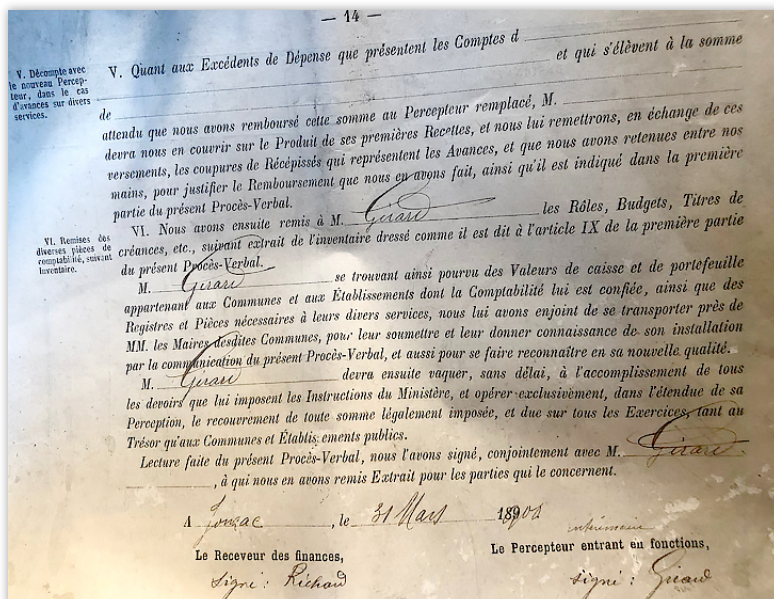 — 14 —
V. Décompte avec
le nouveau Percep-
teur, dans le cas
d'avances sur divers
services.
V. Quant aux Excédents de Dépense que présentent les Comptes d
et qui s'élèvent à la somme
de
attendu que nous avons remboursé cette somme au Percepteur remplacé, M.
devra nous en couvrir sur le Produit de ses premières Recettes, et nous lui remettrons, en échange de ces
versements, les coupures de Récépissés qui représentent les Avances, et que nous avons retenues entre nos
mains, pour justifier le Remboursement que nous en avons fait, ainsi qu'il est indiqué dans la première
partie du présent Procès-Verbal.
VI. Remises des
diverses pièces de
comptabilité, suivant
Inventaire.
VI. Nous avons ensuite remis à M. Girard les Rôles, Budgets, Titres de
créances, etc., suivant extrait de l'inventaire dressé comme il est dit à l'article IX de la première partie
du présent Procès-Verbal.
M. Girard se trouvant ainsi pourvu des Valeurs de caisse et de portefeuille
appartenant aux Communes et aux Établissements dont la Comptabilité lui est confiée, ainsi que des
Registres et Pièces nécessaires à leurs divers services, nous lui avons enjoint de se transporter près de
MM. les Maires desdites Communes, pour leur soumettre et leur donner connaissance de son installation
par la communication du présent Procès-Verbal, et aussi pour se faire reconnaître en sa nouvelle qualité.
M. Girard devra ensuite vaquer, sans délai, à l'accomplissement de tous
les devoirs que lui imposent les Instructions du Ministère, et opérer exclusivement, dans l'étendue de sa
Perception, le recouvrement de toute somme légalement imposée, et due sur tous les Exercices, tant au
Trésor qu'aux Communes et Établissements publics.
Lecture faite du présent Procès-Verbal, nous l'avons signé, conjointement avec M. Girard.
, à qui nous en avons remis Extrait pour les parties qui le concernent.
A Jonzac, le 31 Mars 1900
intérimaire
Le Receveur des finances,
Le Percepteur entrant en fonctions,
signé : Richard
signé : Girard